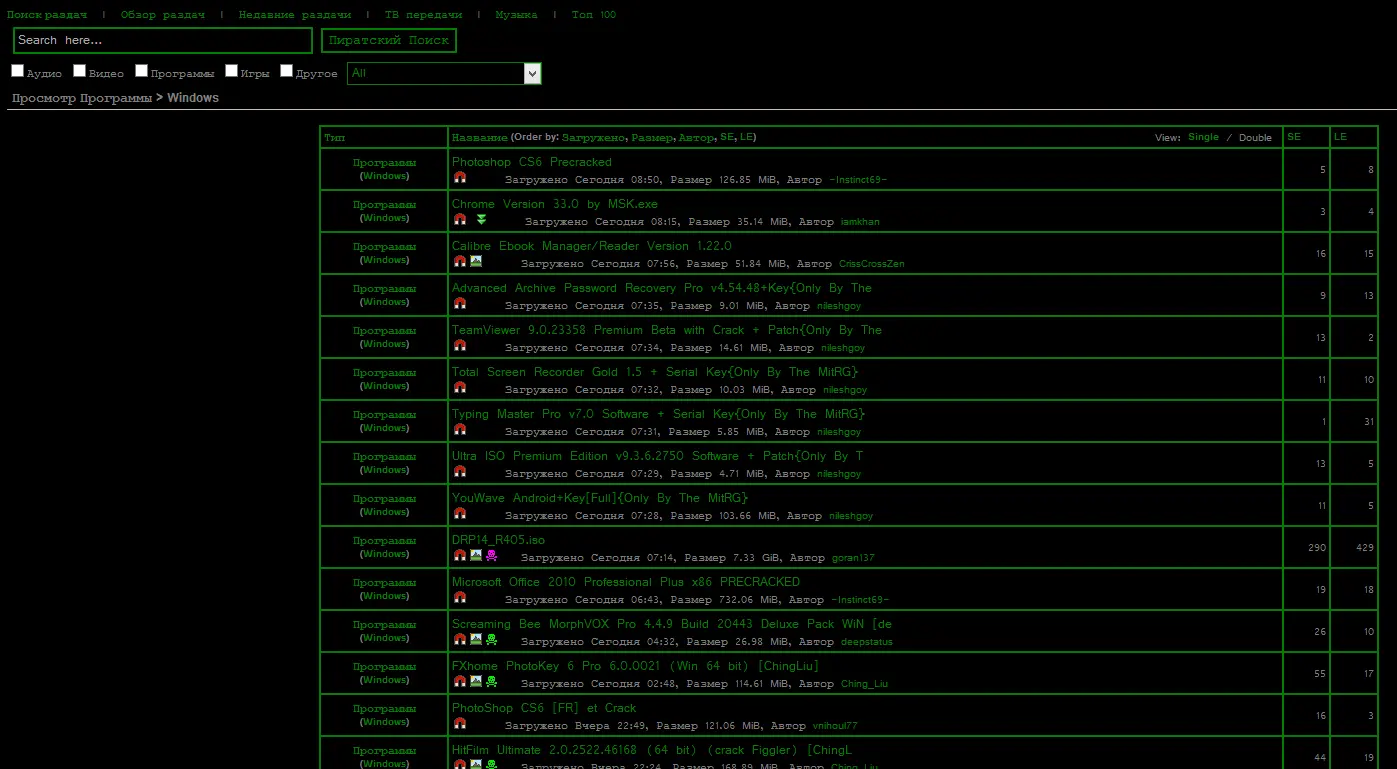 Поиск раздач | Обзор раздач | Недавние раздачи | ТВ передачи | Музыка | Топ 100
Search here... Пиратский Поиск
Аудио Видео Программы Игры Другое All
Просмотр Программы > Windows
Тип Название (Order by: Загружено, Размер, Автор, SE, LE) View: Single / Double SE LE
Программы (Windows) Photoshop CS6 Precracked
Загружено Сегодня 08:50, Размер 126.85 MiB, Автор ~Instinct69~ 5 8
Программы (Windows) Chrome Version 33.0 by MSK.exe
Загружено Сегодня 08:15, Размер 35.14 MiB, Автор iamkhan 3 4
Программы (Windows) Calibre Ebook Manager/Reader Version 1.22.0
Загружено Сегодня 07:56, Размер 51.84 MiB, Автор CrissCrossZen 16 15
Программы (Windows) Advanced Archive Password Recovery Pro v4.54.48+Key{Only By The
Загружено Сегодня 07:35, Размер 9.01 MiB, Автор nileshgoy 9 13
Программы (Windows) TeamViewer 9.0.23358 Premium Beta with Crack + Patch{Only By The
Загружено Сегодня 07:34, Размер 14.61 MiB, Автор nileshgoy 13 2
Программы (Windows) Total Screen Recorder Gold 1.5 + Serial Key{Only By The MitRG}
Загружено Сегодня 07:32, Размер 10.03 MiB, Автор nileshgoy 11 10
Программы (Windows) Typing Master Pro v7.0 Software + Serial Key{Only By The MitRG}
Загружено Сегодня 07:31, Размер 5.85 MiB, Автор nileshgoy 1 31
Программы (Windows) Ultra ISO Premium Edition v9.3.6.2750 Software + Patch{Only By T
Загружено Сегодня 07:29, Размер 4.71 MiB, Автор nileshgoy 13 5
Программы (Windows) YouWave Android+Key[Full]{Only By The MitRG}
Загружено Сегодня 07:28, Размер 103.66 MiB, Автор nileshgoy 11 5
Программы (Windows) DRP14_R405.iso
Загружено Сегодня 07:14, Размер 7.33 GiB, Автор goran137 290 429
Программы (Windows) Microsoft Office 2010 Professional Plus x86 PRECRACKED
Загружено Сегодня 06:43, Размер 732.06 MiB, Автор ~Instinct69~ 19 18
Программы (Windows) Screaming Bee MorphVOX Pro 4.4.9 Build 20443 Deluxe Pack WiN [de
Загружено Сегодня 04:32, Размер 26.98 MiB, Автор deepstatus 26 10
Программы (Windows) FXhome PhotoKey 6 Pro 6.0.0021 (Win 64 bit) [ChingLiu]
Загружено Сегодня 02:48, Размер 114.61 MiB, Автор Ching_Liu 55 17
Программы (Windows) PhotoShop CS6 [FR] et Crack
Загружено Вчера 22:49, Размер 121.06 MiB, Автор vnihoul77 16 3
Программы (Windows) HitFilm Ultimate 2.0.2522.46168 (64 bit) (crack Figgler) [ChingL
Загружено Вчера 22:24, Размер 168.89 MiB, Автор Ching_Liu 44 19